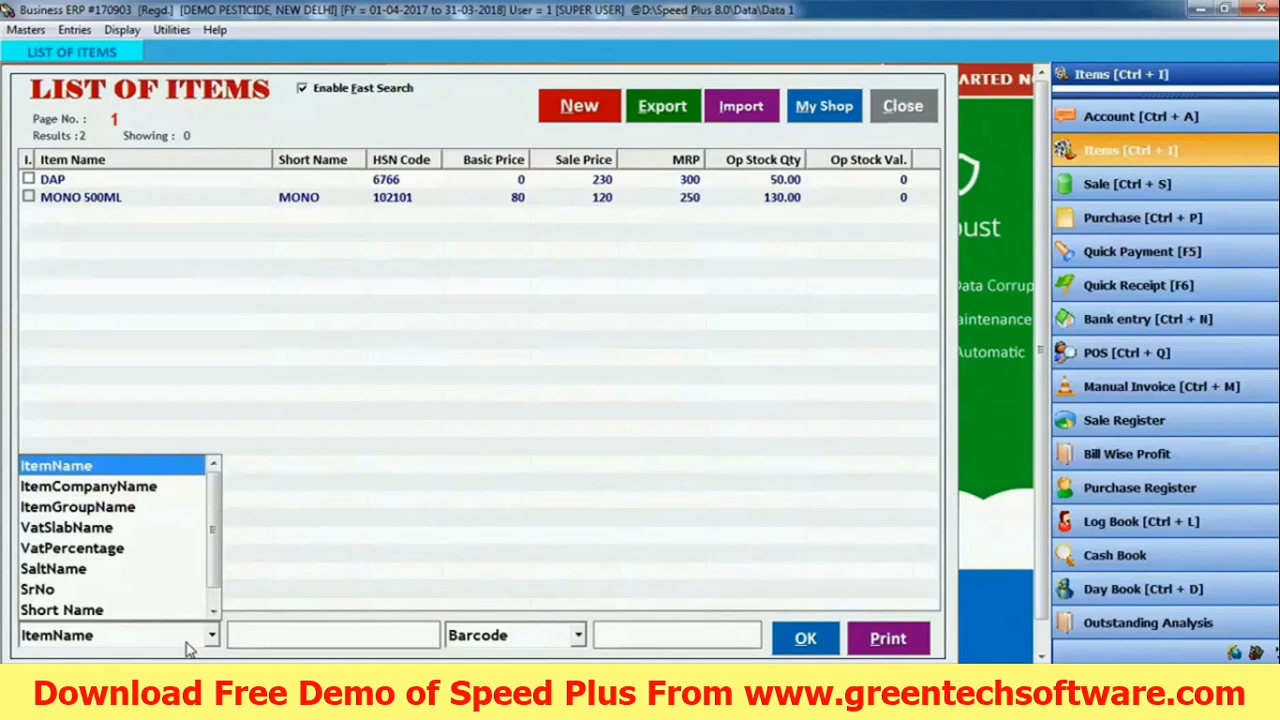 Business ERP #170903 [Regd.] [DEMO PESTICIDE, NEW DELHI] [FY = 01-04-2017 to 31-03-2018] User = 1 [SUPER USER] @D:\Speed Plus 8.0\Data\Data 1
Masters Entries Display Utilities Help
LIST OF ITEMS
LIST OF ITEMS
Enable Fast Search
Page No. : 1
Results :2 Showing : 0
New Export Import My Shop Close
I. Item Name Short Name HSN Code Basic Price Sale Price MRP Op Stock Qty Op Stock Val.
DAP 6766 0 230 300 50.00 0
MONO 500ML MONO 102101 80 120 250 130.00 0
ItemName
ItemCompanyName
ItemGroupName
VatSlabName
VatPercentage
SaltName
SrNo
Short Name
ItemName Barcode OK Print
ARTED
oust
Data Corrup
aintenance
Automatic
Items [Ctrl + I]
Account [Ctrl + A]
Items [Ctrl + I]
Sale [Ctrl + S]
Purchase [Ctrl + P]
Quick Payment [F5]
Quick Receipt [F6]
Bank entry [Ctrl + N]
POS [Ctrl + Q]
Manual Invoice [Ctrl + M]
Sale Register
Bill Wise Profit
Purchase Register
Log Book [Ctrl + L]
Cash Book
Day Book [Ctrl + D]
Outstanding Analysis
Download Free Demo of Speed Plus From www.greentechsoftware.com